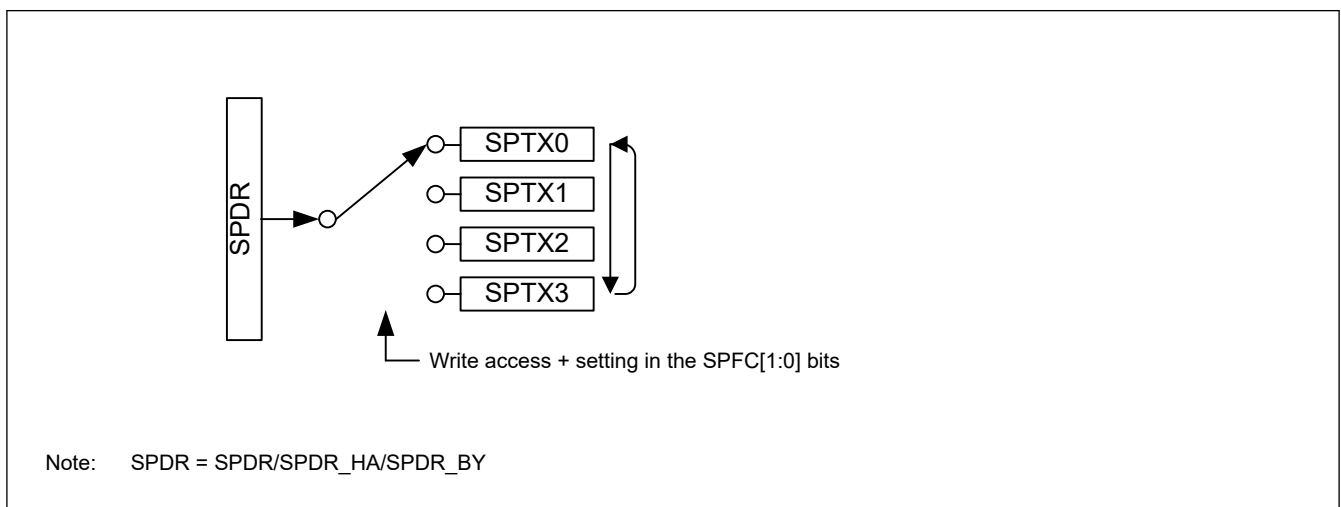 SPDR
SPTX0
SPTX1
SPTX2
SPTX3
Write access + setting in the SPFC[1:0] bits
Note: SPDR = SPDR/SPDR_HA/SPDR_BY